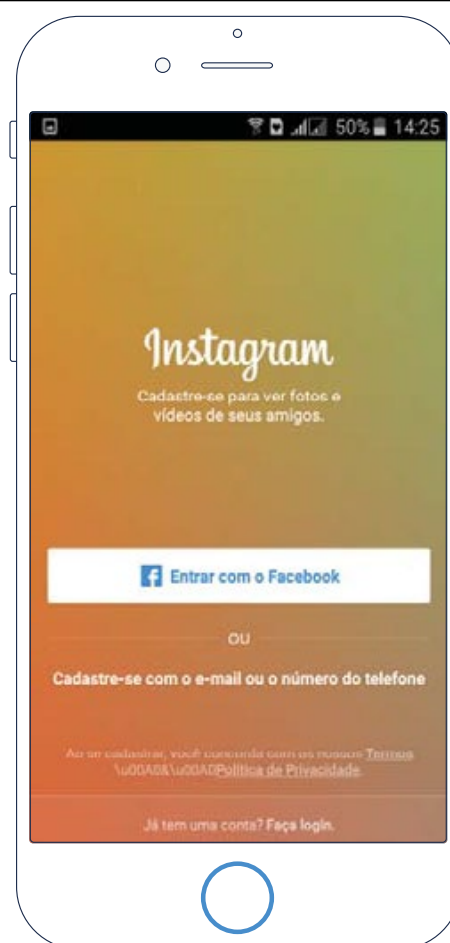 50% 14:25
Instagram
Cadastre-se para ver fotos e
vídeos de seus amigos.
Entrar com o Facebook
OU
Cadastre-se com o e-mail ou o número do telefone
Ao se cadastrar, você concorda com os nossos Termos
\u00A0&\u00A0Política de Privacidade.
Já tem uma conta? Faça login.